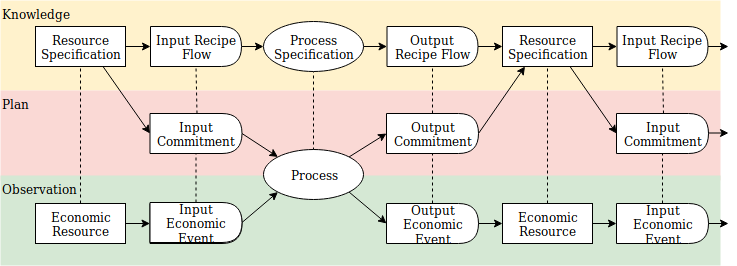 Knowledge
Resource
Specification
Input Recipe
Flow
Process
Specification
Output
Recipe Flow
Resource
Specification
Input Recipe
Flow
Plan
Input
Commitment
Output
Commitment
Input
Commitment
Process
Observation
Economic
Resource
Input
Economic
Event
Output
Economic
Event
Economic
Resource
Input
Economic
Event